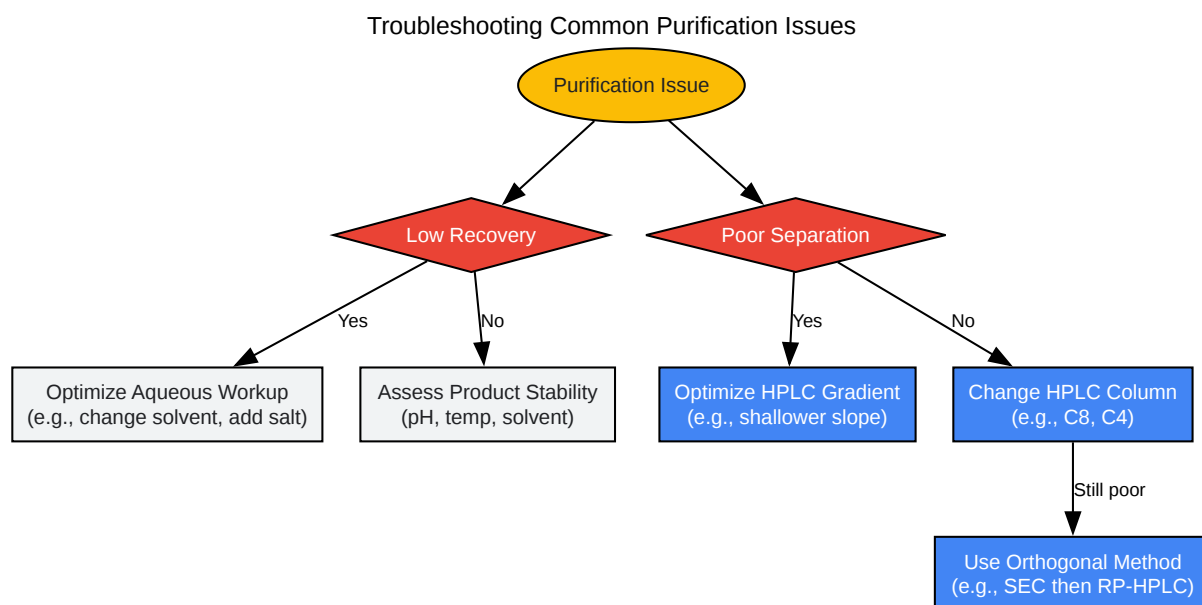 Troubleshooting Common Purification Issues
Purification Issue
Low Recovery
Poor Separation
Yes
No
Yes
No
Optimize Aqueous Workup
(e.g., change solvent, add salt)
Assess Product Stability
(pH, temp, solvent)
Optimize HPLC Gradient
(e.g., shallower slope)
Change HPLC Column
(e.g., C8, C4)
Still poor
Use Orthogonal Method
(e.g., SEC then RP-HPLC)